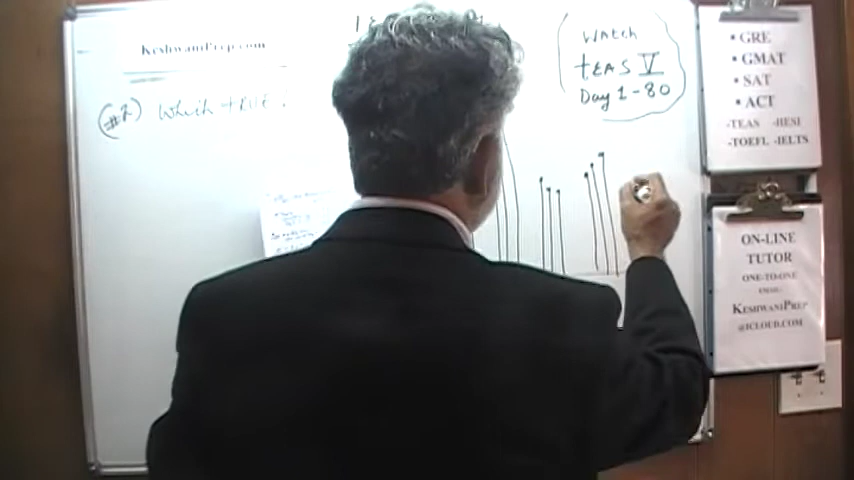 KeshwaniPrep.com
#2 Which TRUE?
WATCH
TEAS V
Day 1-80
• GRE
• GMAT
• SAT
• ACT
-TEAS -HESI
-TOEFL -IELTS
ON-LINE
TUTOR
ONE-TO-ONE
EMAIL:
KESHWANIPREP
@ICLOUD.COM